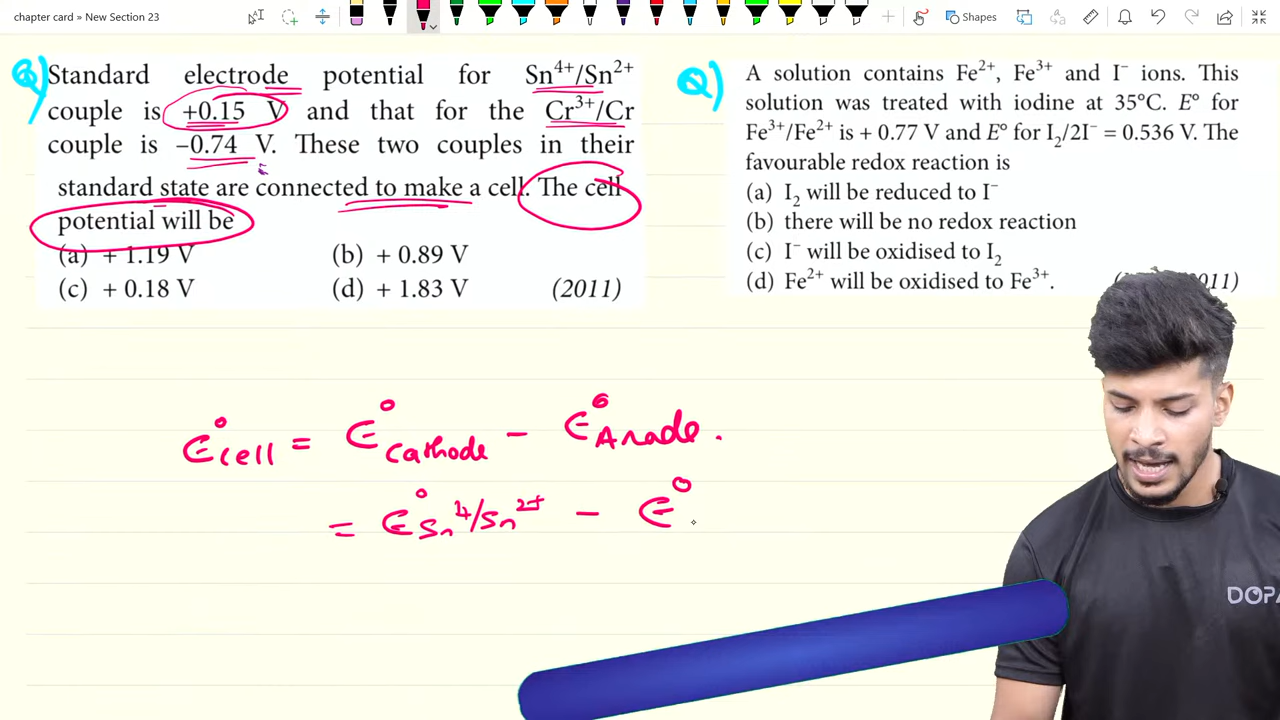 chapter card » New Section 23
Shapes
Q)
Standard electrode potential for Sn⁴⁺/Sn²⁺
couple is +0.15 V and that for the Cr³⁺/Cr
couple is –0.74 V. These two couples in their
standard state are connected to make a cell. The cell
potential will be
(a) + 1.19 V (b) + 0.89 V
(c) + 0.18 V (d) + 1.83 V (2011)
Q)
A solution contains Fe²⁺, Fe³⁺ and I⁻ ions. This
solution was treated with iodine at 35°C. E° for
Fe³⁺/Fe²⁺ is + 0.77 V and E° for I₂/2I⁻ = 0.536 V. The
favourable redox reaction is
(a) I₂ will be reduced to I⁻
(b) there will be no redox reaction
(c) I⁻ will be oxidised to I₂
(d) Fe²⁺ will be oxidised to Fe³⁺. 011)
E°cell = E°Cathode – E°Anode.
= E°Sn⁴/Sn²⁺ – E°
DOPA